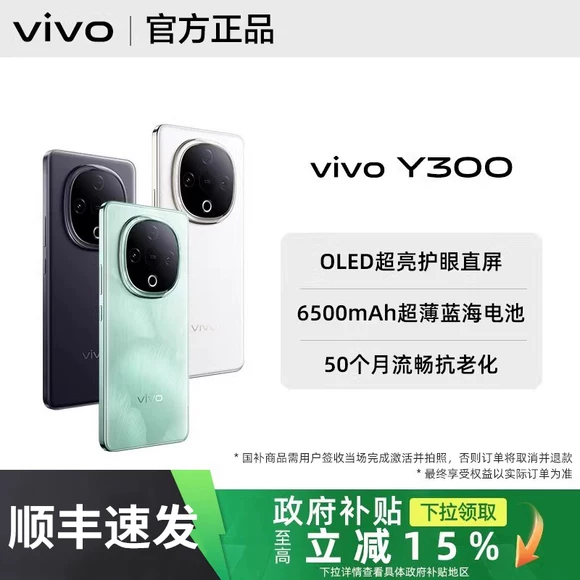 vivo | 官方正品
vivo Y300
OLED超亮护眼直屏
6500mAh超薄蓝海电池
50个月流畅抗老化
vivo
vivo
vivo
* 国补商品需用户签收当场完成激活并拍照，否则订单将取消并退款
* 最终享受权益以实际订单为准
顺丰速发
政府补贴 下拉领取
至高 立减15%
下拉详情查看具体政府补贴地区